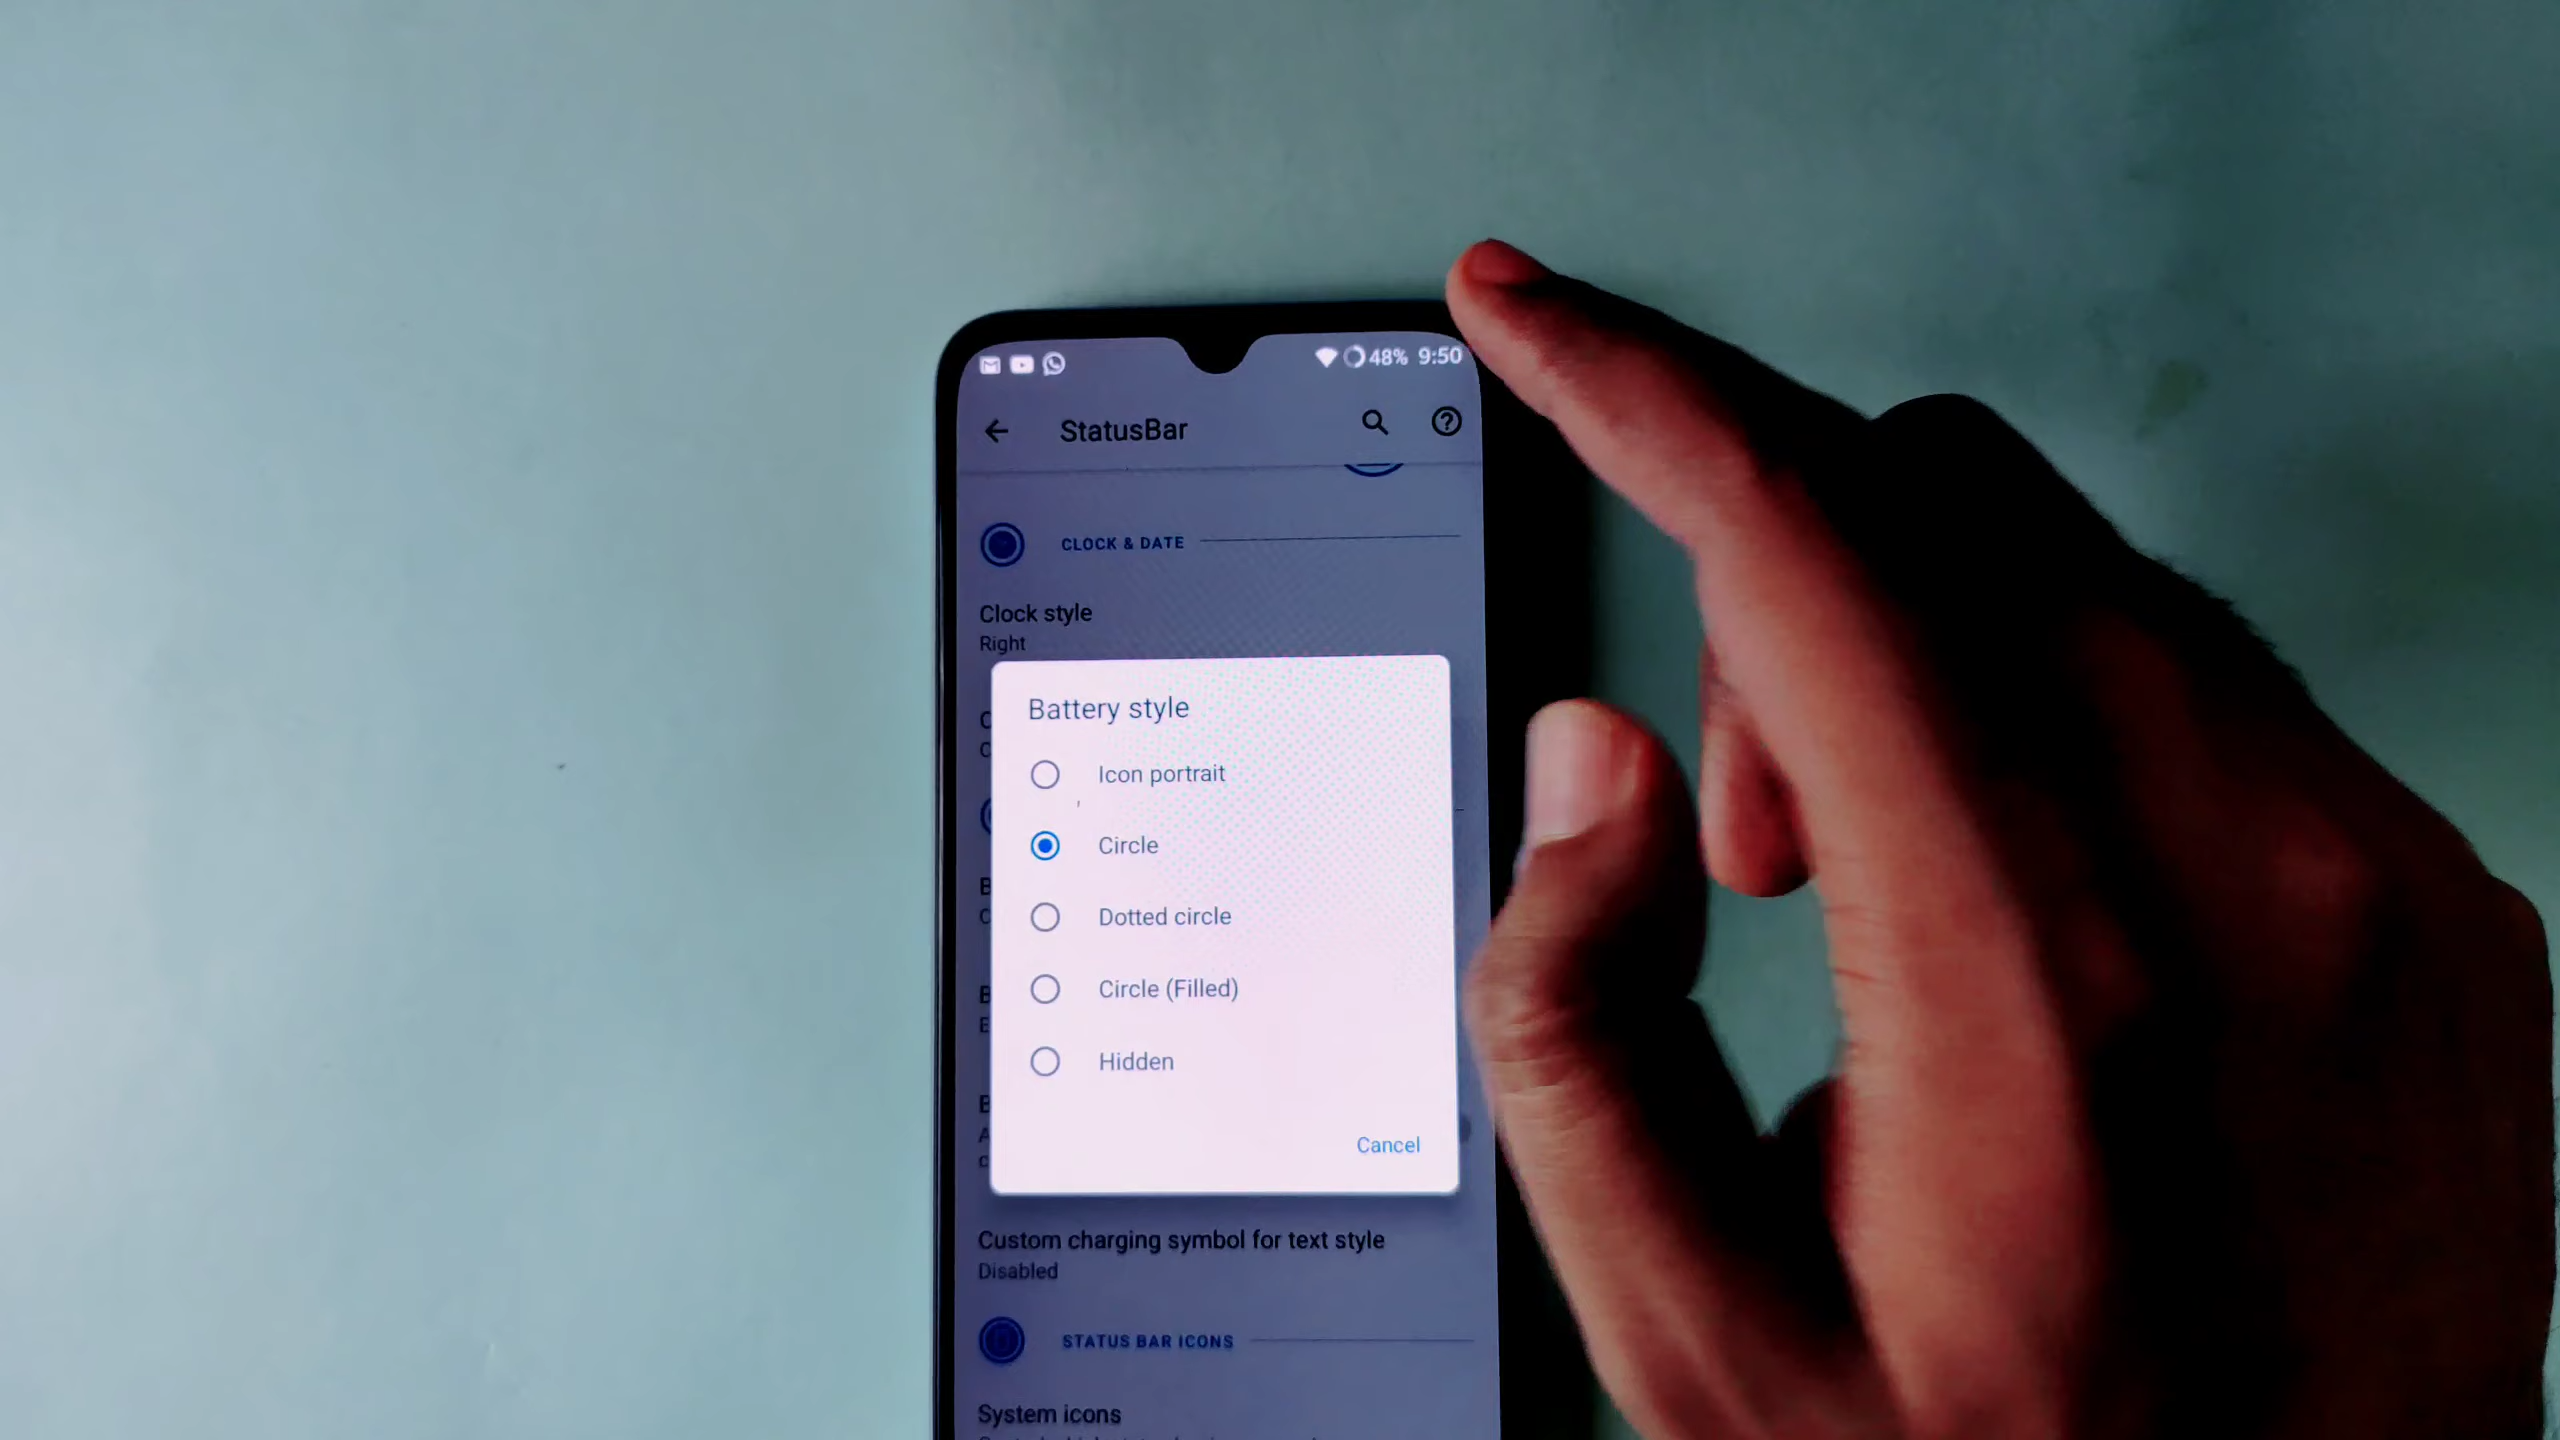 48% 9:50
StatusBar
CLOCK & DATE
Clock style
Right
Battery style
Icon portrait
Circle
Dotted circle
Circle (Filled)
Hidden
Cancel
Custom charging symbol for text style
Disabled
STATUS BAR ICONS
System icons